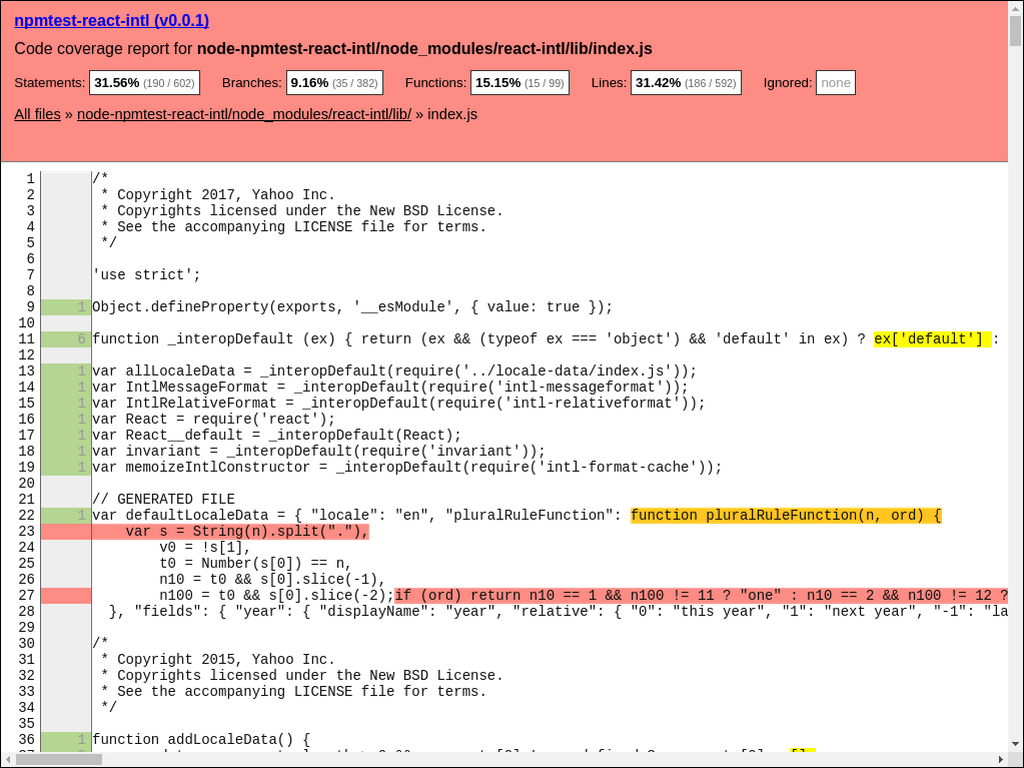 npmtest-react-intl (v0.0.1)
Code coverage report for node-npmtest-react-intl/node_modules/react-intl/lib/index.js
Statements: 31.56% (190 / 602) Branches: 9.16% (35 / 382) Functions: 15.15% (15 / 99) Lines: 31.42% (186 / 592) Ignored: none
All files » node-npmtest-react-intl/node_modules/react-intl/lib/ » index.js
1 /*
2 * Copyright 2017, Yahoo Inc.
3 * Copyrights licensed under the New BSD License.
4 * See the accompanying LICENSE file for terms.
5 */
6
7 'use strict';
8
9 1 Object.defineProperty(exports, '__esModule', { value: true });
10
11 6 function _interopDefault (ex) { return (ex && (typeof ex === 'object') && 'default' in ex) ? ex['default'] :
12
13 1 var allLocaleData = _interopDefault(require('../locale-data/index.js'));
14 1 var IntlMessageFormat = _interopDefault(require('intl-messageformat'));
15 1 var IntlRelativeFormat = _interopDefault(require('intl-relativeformat'));
16 1 var React = require('react');
17 1 var React__default = _interopDefault(React);
18 1 var invariant = _interopDefault(require('invariant'));
19 1 var memoizeIntlConstructor = _interopDefault(require('intl-format-cache'));
20
21 // GENERATED FILE
22 1 var defaultLocaleData = { "locale": "en", "pluralRuleFunction": function pluralRuleFunction(n, ord) {
23 var s = String(n).split("."),
24 v0 = !s[1],
25 t0 = Number(s[0]) == n,
26 n10 = t0 && s[0].slice(-1),
27 n100 = t0 && s[0].slice(-2);if (ord) return n10 == 1 && n100 != 11 ? "one" : n10 == 2 && n100 != 12 ?
28 }, "fields": { "year": { "displayName": "year", "relative": { "0": "this year", "1": "next year", "-1": "la
29
30 /*
31 * Copyright 2015, Yahoo Inc.
32 * Copyrights licensed under the New BSD License.
33 * See the accompanying LICENSE file for terms.
34 */
35
36 1 function addLocaleData() {